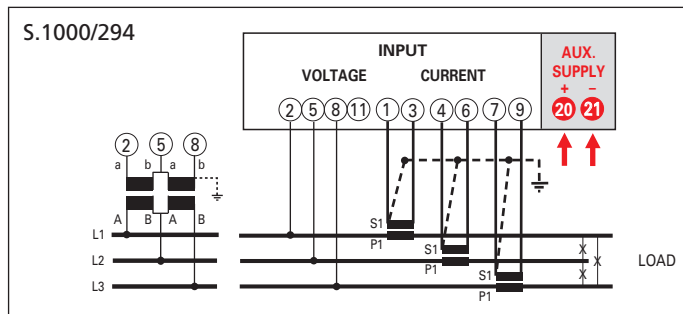 S.1000/294
INPUT
VOLTAGE CURRENT
AUX.
SUPPLY
+ –
2 5 8 11 1 3 4 6 7 9 20 21
2 5 8
a b a b
A B A B
S1
P1
S1
P1
S1
P1
L1
L2
L3
X
X
X
LOAD